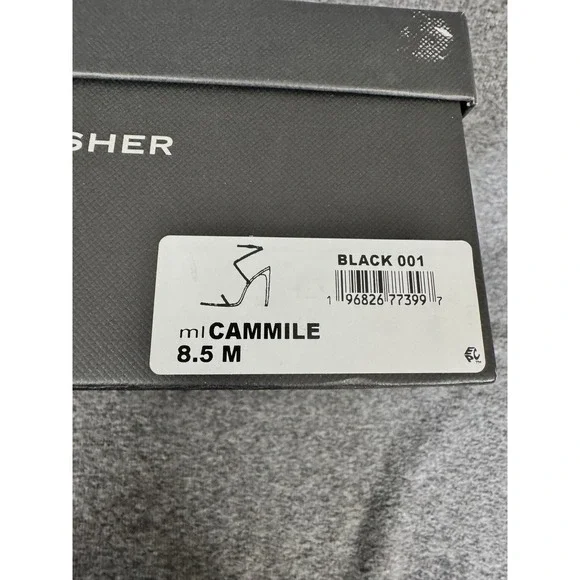 SHER
BLACK 001
1 96826 77399 7
ml CAMMILE
8.5 M